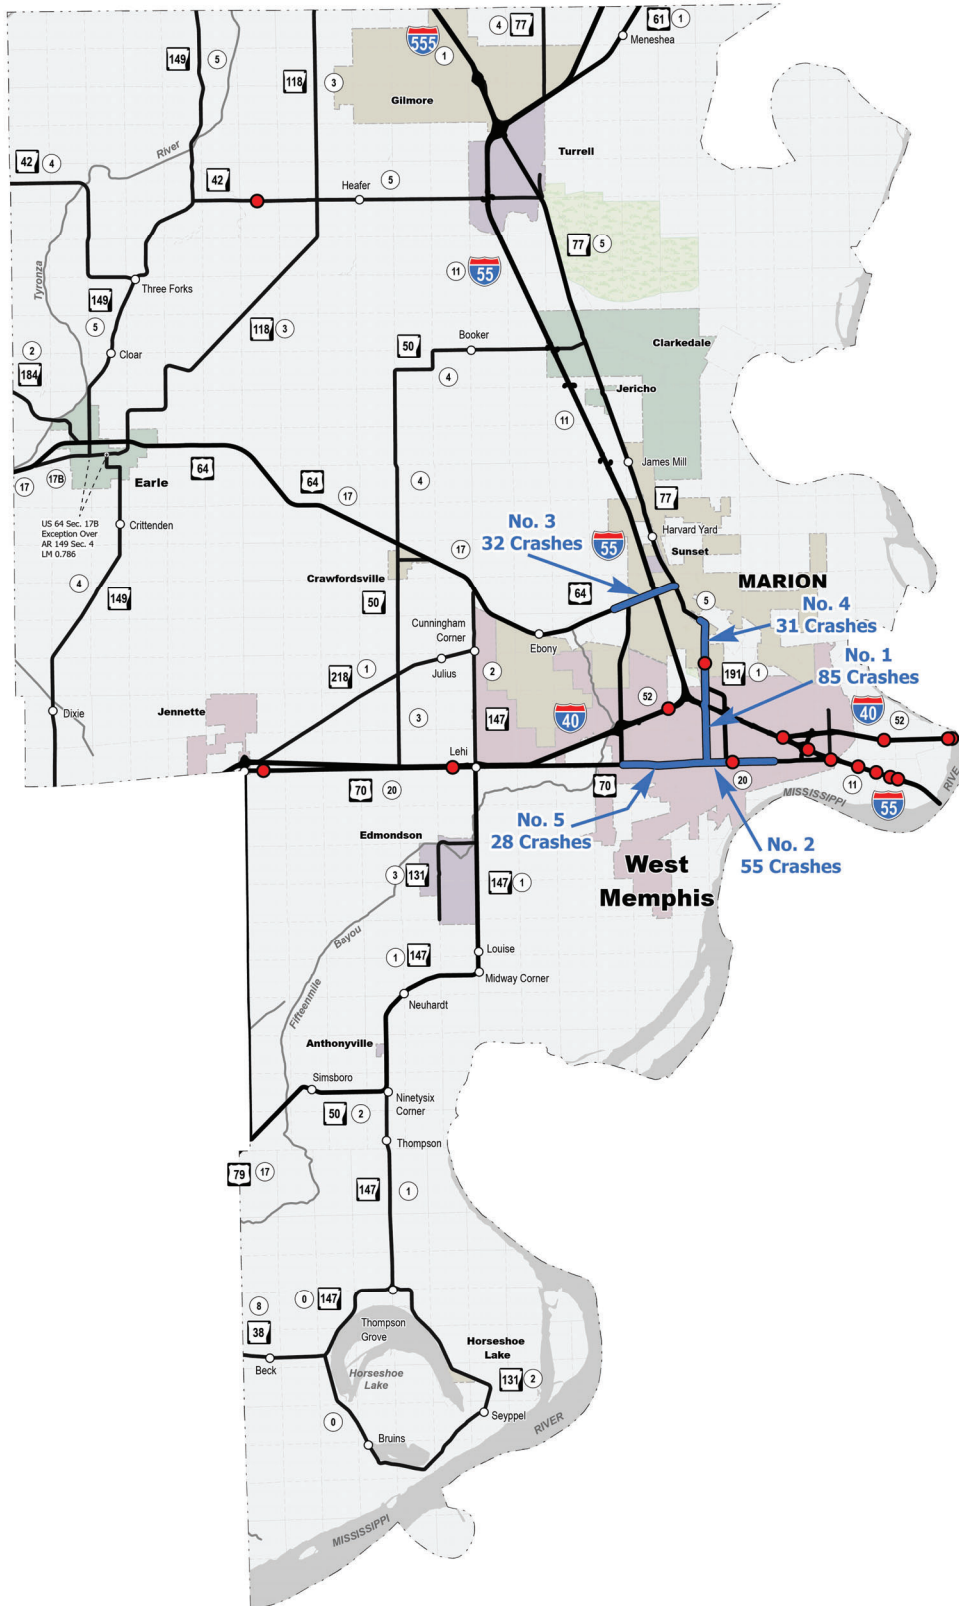 61
1
4
77
Meneshea
555
1
149
5
118
3
Gilmore
Turrell
River
42
4
42
5
Heafer
77
5
11
55
Tyronza
Three Forks
149
5
Cloar
118
3
2
184
Booker
50
4
Clarkedale
Jericho
11
James Mill
77
17
17B
Earle
64
64
17
4
US 64 Sec. 17B
Exception Over
AR 149 Sec. 4
LM 0.786
Crittenden
4
149
No. 3
32 Crashes
55
Harvard Yard
Sunset
17
Crawfordsville
50
64
MARION
5
No. 4
31 Crashes
Cunningham
Corner
Ebony
1
218
Julius
2
No. 1
85 Crashes
191
1
Dixie
Jennette
3
147
40
52
40
52
Lehi
70
20
70
20
11
55
MISSISSIPPI
RIVE
No. 5
28 Crashes
No. 2
55 Crashes
Edmondson
West
Memphis
3
131
147
1
Bayou
1
147
Louise
Midway Corner
Neuhardt
Fifteenmile
Anthonyville
Simsboro
50
2
Ninetysix
Corner
Thompson
79
17
147
1
8
0
147
38
Thompson
Grove
Beck
Horseshoe
Lake
Horseshoe
Lake
131
2
0
Seyppel
Bruins
RIVER
MISSISSIPPI